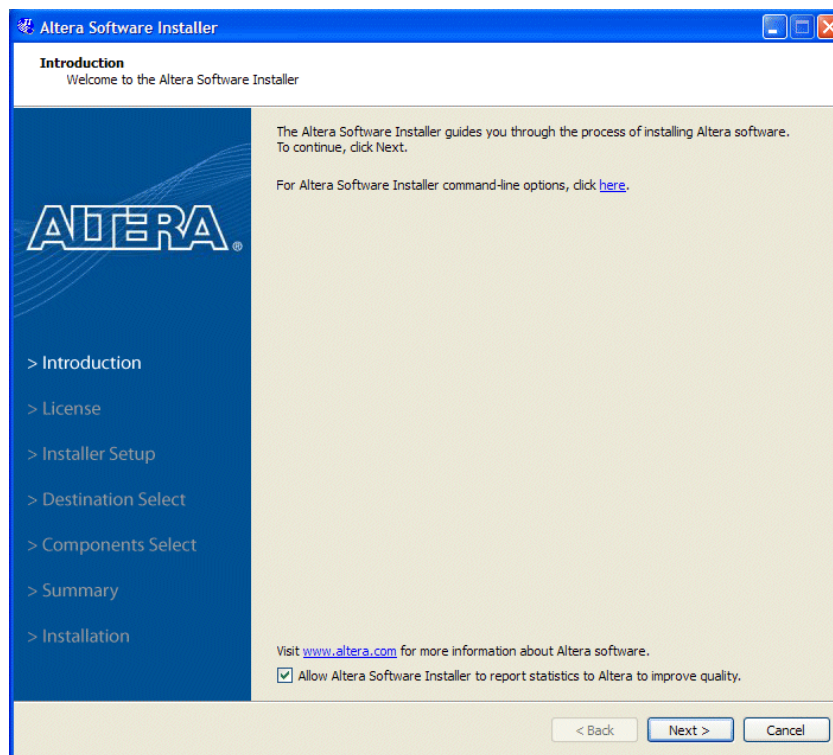 Altera Software Installer
Introduction
Welcome to the Altera Software Installer
The Altera Software Installer guides you through the process of installing Altera software.
To continue, click Next.
For Altera Software Installer command-line options, click here.
ALTERA®
> Introduction
> License
> Installer Setup
> Destination Select
> Components Select
> Summary
> Installation
Visit www.altera.com for more information about Altera software.
Allow Altera Software Installer to report statistics to Altera to improve quality.
< Back
Next >
Cancel